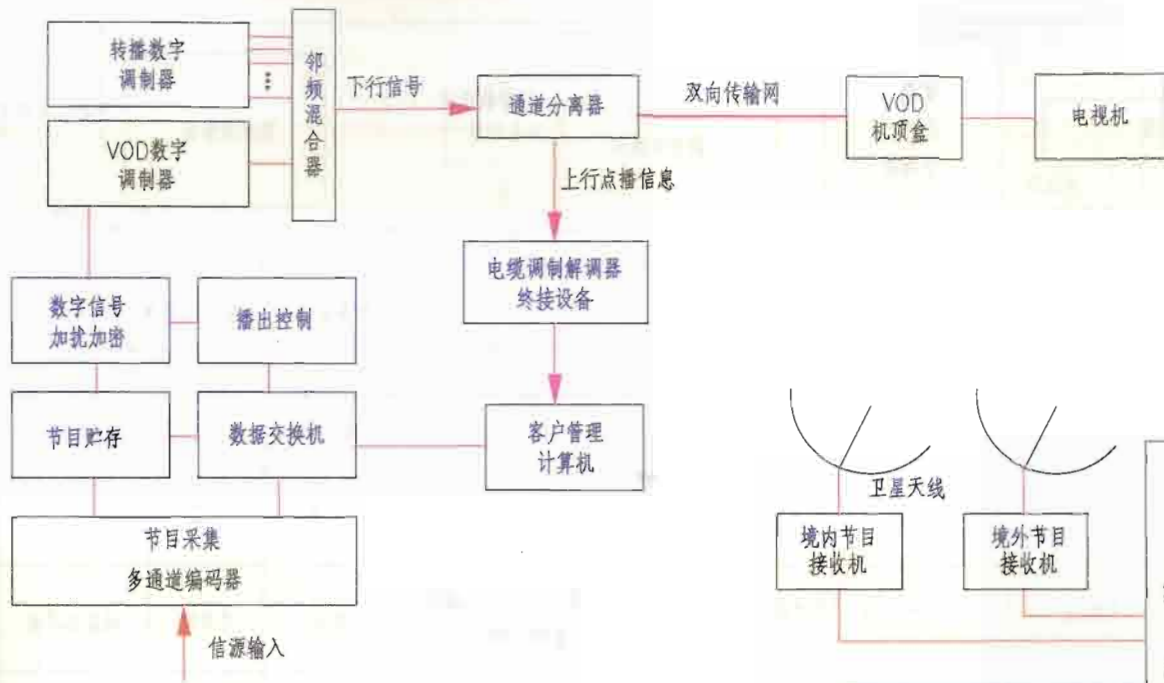 转播数字
调制器
VOD数字
调制器
邻频混合器
下行信号
通道分离器
双向传输网
VOD
机顶盒
电视机
上行点播信息
电缆调制解调器
终接设备
数字信号
加扰加密
播出控制
节目贮存
数据交换机
客户管理
计算机
节目采集
多通道编码器
信源输入
卫星天线
境内节目
接收机
境外节目
接收机